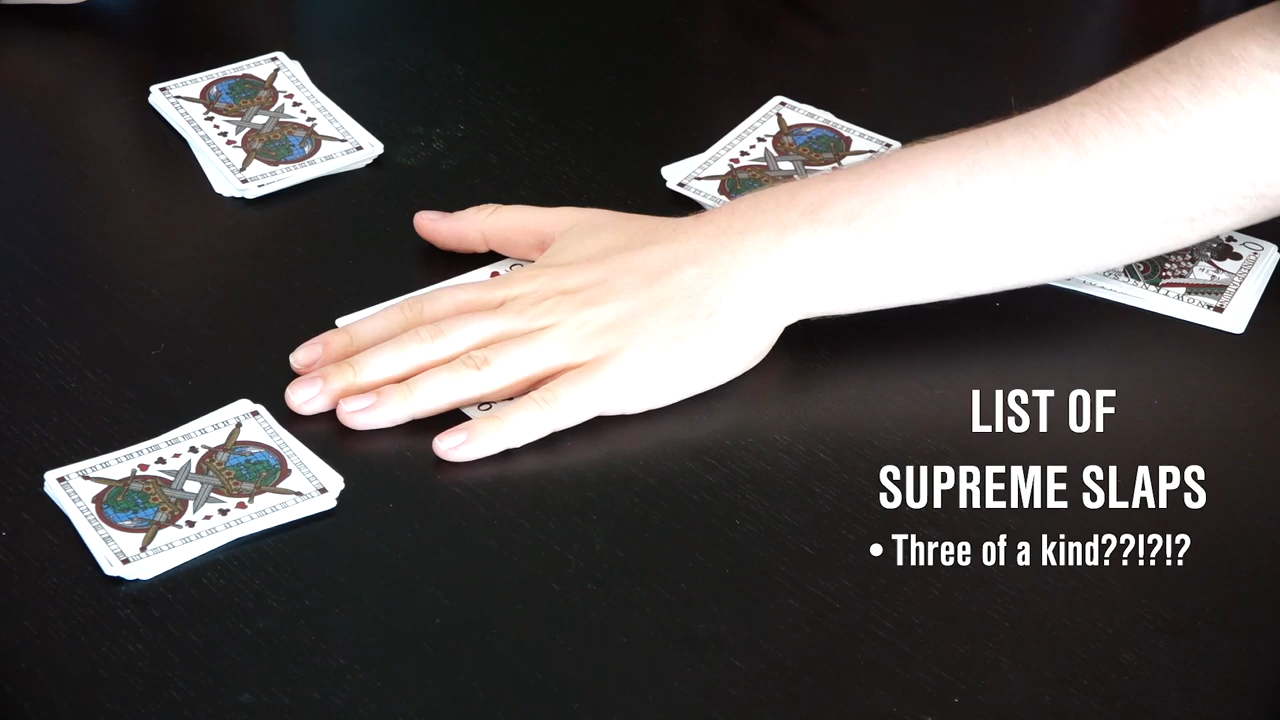 LIST OF
SUPREME SLAPS
• Three of a kind??!?!?
Q